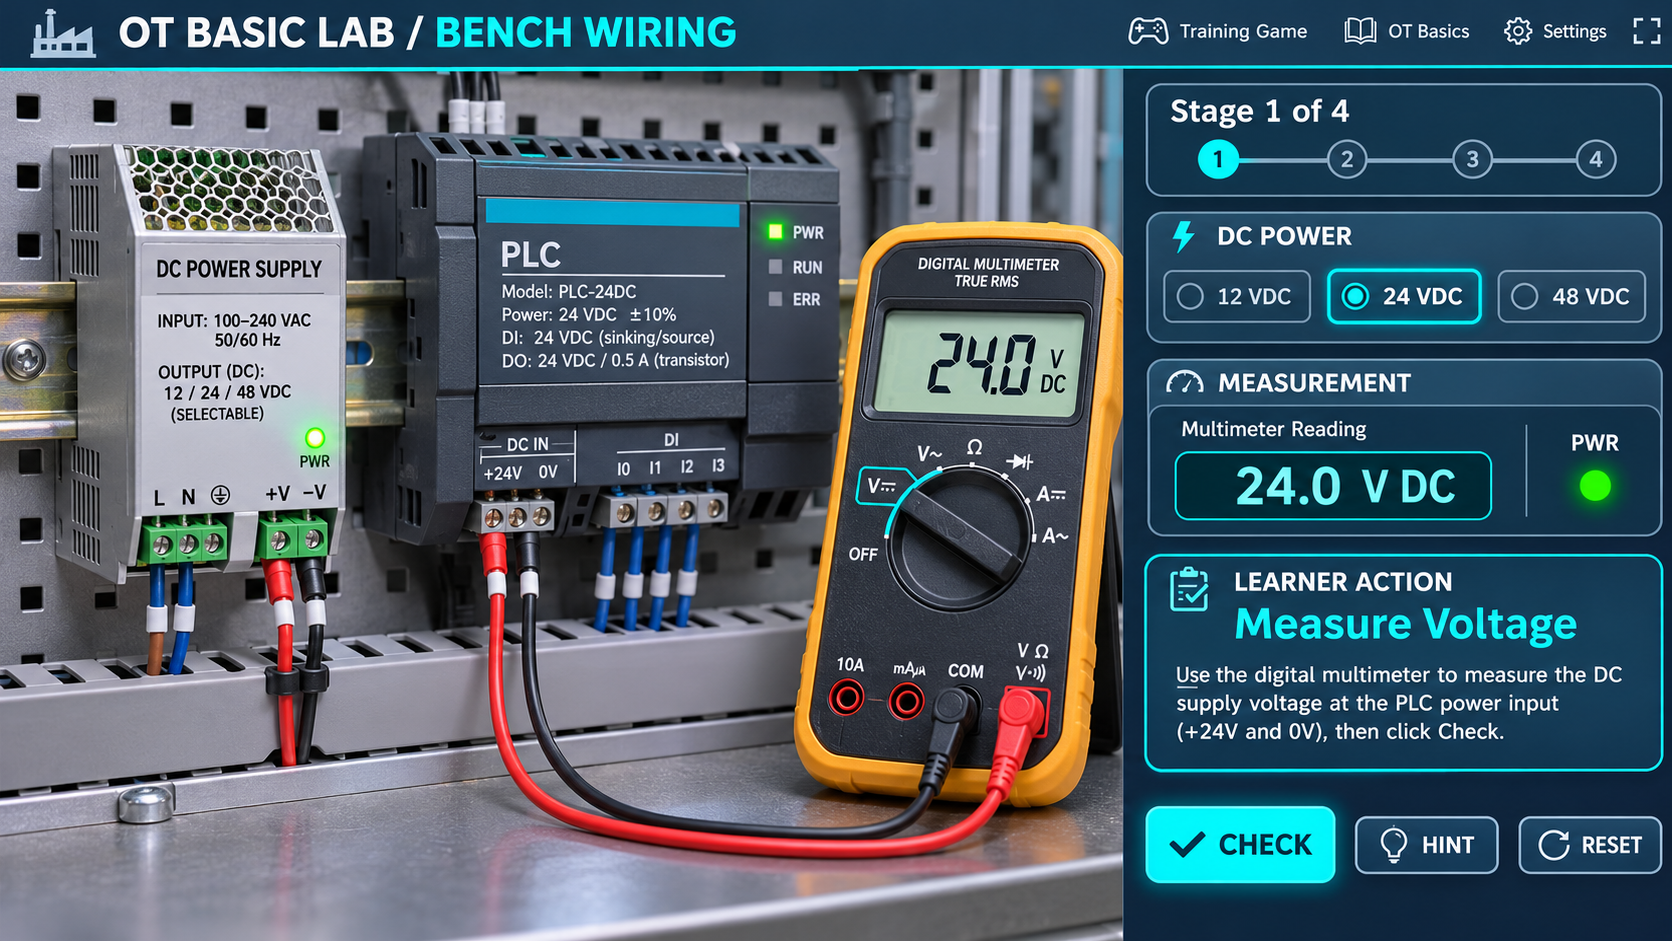 OT BASIC LAB / BENCH WIRING
Training Game
OT Basics
Settings
DC POWER SUPPLY
INPUT: 100–240 VAC
50/60 Hz
OUTPUT (DC):
12 / 24 / 48 VDC
(SELECTABLE)
PWR
L N +V −V
PLC
Model: PLC-24DC
Power: 24 VDC ±10%
DI: 24 VDC (sinking/source)
DO: 24 VDC / 0.5 A (transistor)
PWR
RUN
ERR
DC IN
+24V 0V
DI
I0 I1 I2 I3
DIGITAL MULTIMETER
TRUE RMS
24.0 V
DC
V~
Ω
V⎓
A⎓
A~
OFF
10A
COM
V Ω
Stage 1 of 4
1 2 3 4
DC POWER
12 VDC
24 VDC
48 VDC
MEASUREMENT
Multimeter Reading
24.0 V DC
PWR
LEARNER ACTION
Measure Voltage
Use the digital multimeter to measure the DC
supply voltage at the PLC power input
(+24V and 0V), then click Check.
CHECK
HINT
RESET